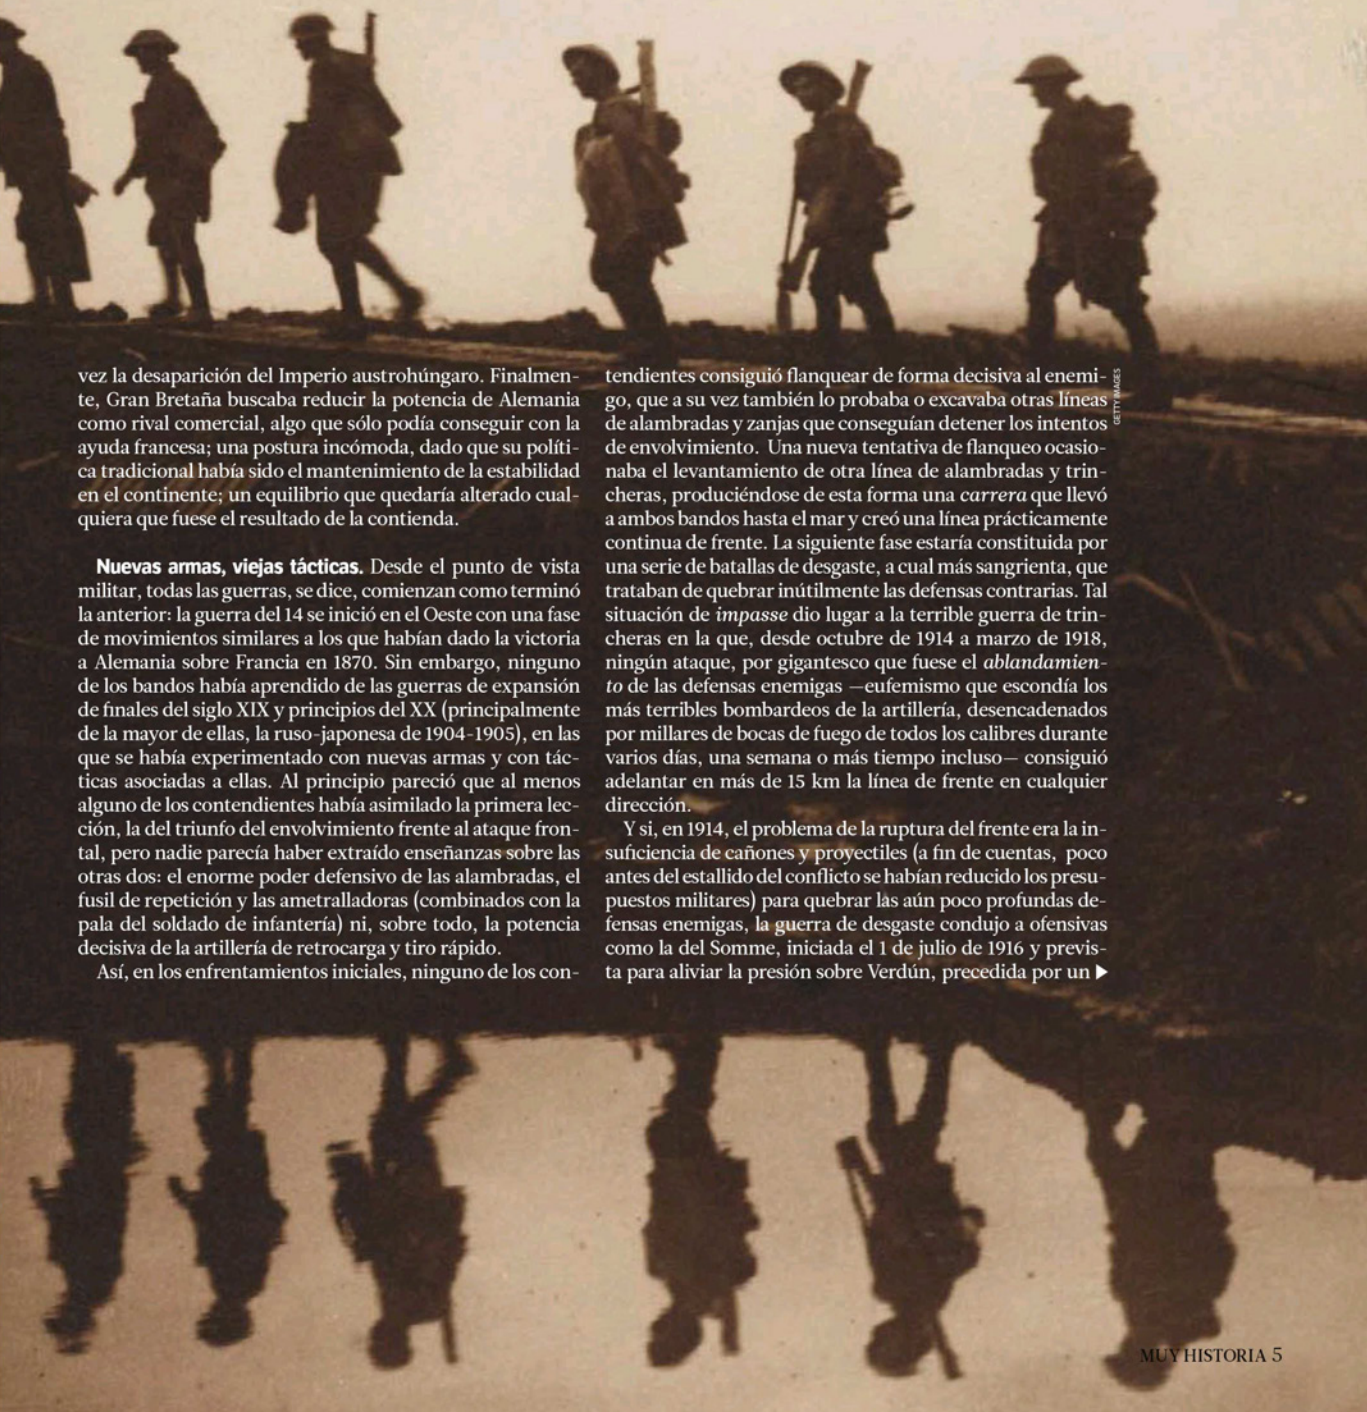 vez la desaparición del Imperio austrohúngaro. Finalmen-
te, Gran Bretaña buscaba reducir la potencia de Alemania
como rival comercial, algo que sólo podía conseguir con la
ayuda francesa; una postura incómoda, dado que su políti-
ca tradicional había sido el mantenimiento de la estabilidad
en el continente; un equilibrio que quedaría alterado cual-
quiera que fuese el resultado de la contienda.
Nuevas armas, viejas tácticas. Desde el punto de vista
militar, todas las guerras, se dice, comienzan como terminó
la anterior: la guerra del 14 se inició en el Oeste con una fase
de movimientos similares a los que habían dado la victoria
a Alemania sobre Francia en 1870. Sin embargo, ninguno
de los bandos había aprendido de las guerras de expansión
de finales del siglo XIX y principios del XX (principalmente
de la mayor de ellas, la ruso-japonesa de 1904-1905), en las
que se había experimentado con nuevas armas y con tác-
ticas asociadas a ellas. Al principio pareció que al menos
alguno de los contendientes había asimilado la primera lec-
ción, la del triunfo del envolvimiento frente al ataque fron-
tal, pero nadie parecía haber extraído enseñanzas sobre las
otras dos: el enorme poder defensivo de las alambradas, el
fusil de repetición y las ametralladoras (combinados con la
pala del soldado de infantería) ni, sobre todo, la potencia
decisiva de la artillería de retrocarga y tiro rápido.
Así, en los enfrentamientos iniciales, ninguno de los con-
tendientes consiguió flanquear de forma decisiva al enemi-
go, que a su vez también lo probaba o excavaba otras líneas
de alambradas y zanjas que conseguían detener los intentos
de envolvimiento. Una nueva tentativa de flanqueo ocasio-
naba el levantamiento de otra línea de alambradas y trin-
cheras, produciéndose de esta forma una carrera que llevó
a ambos bandos hasta el mar y creó una línea prácticamente
continua de frente. La siguiente fase estaría constituida por
una serie de batallas de desgaste, a cual más sangrienta, que
trataban de quebrar inútilmente las defensas contrarias. Tal
situación de impasse dio lugar a la terrible guerra de trin-
cheras en la que, desde octubre de 1914 a marzo de 1918,
ningún ataque, por gigantesco que fuese el ablandamien-
to de las defensas enemigas —eufemismo que escondía los
más terribles bombardeos de la artillería, desencadenados
por millares de bocas de fuego de todos los calibres durante
varios días, una semana o más tiempo incluso— consiguió
adelantar en más de 15 km la línea de frente en cualquier
dirección.
Y si, en 1914, el problema de la ruptura del frente era la in-
suficiencia de cañones y proyectiles (a fin de cuentas, poco
antes del estallido del conflicto se habían reducido los presu-
puestos militares) para quebrar las aún poco profundas de-
fensas enemigas, la guerra de desgaste condujo a ofensivas
como la del Somme, iniciada el 1 de julio de 1916 y previs-
ta para aliviar la presión sobre Verdún, precedida por un
GETTY IMAGES
MUY HISTORIA 5